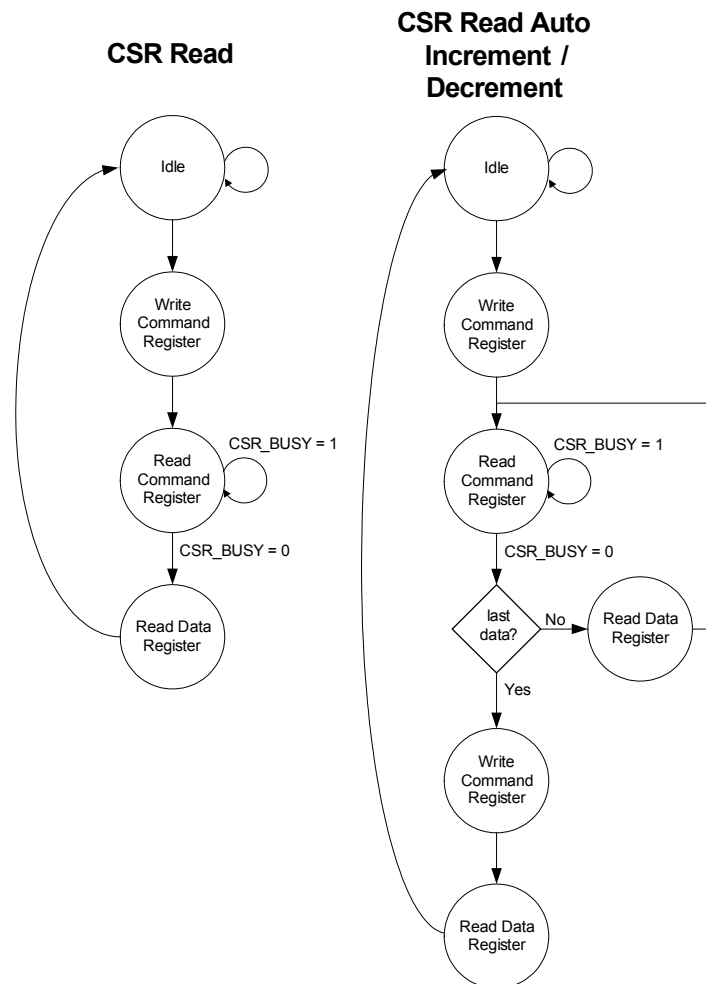 CSR Read
Idle
Write
Command
Register
Read
Command
Register
CSR_BUSY = 1
CSR_BUSY = 0
Read Data
Register
CSR Read Auto
Increment /
Decrement
Idle
Write
Command
Register
Read
Command
Register
CSR_BUSY = 1
CSR_BUSY = 0
last
data?
No
Read Data
Register
Yes
Write
Command
Register
Read Data
Register